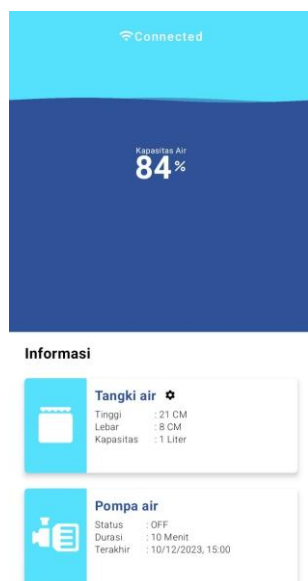 Connected
Kapasitas Air
84%
Informasi
Tangki air
Tinggi : 21 CM
Lebar : 8 CM
Kapasitas : 1 Liter
Pompa air
Status : OFF
Durasi : 10 Menit
Terakhir : 10/12/2023, 15:00